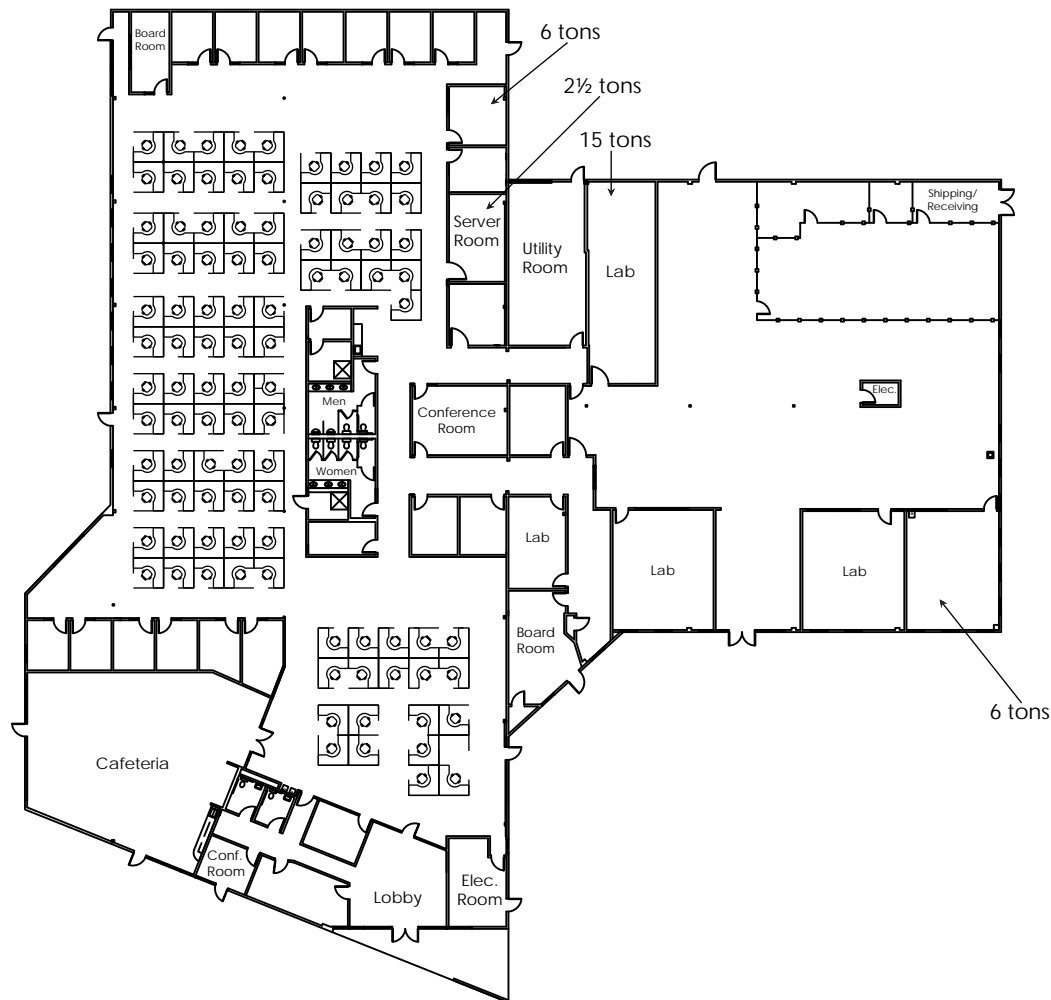 6 tons
Board
Room
2½ tons
15 tons
Shipping/
Receiving
Server
Room
Utility
Room
Lab
Elec.
Men
Conference
Room
Women
Lab
Lab
Lab
Board
Room
6 tons
Cafeteria
Conf.
Room
Lobby
Elec.
Room